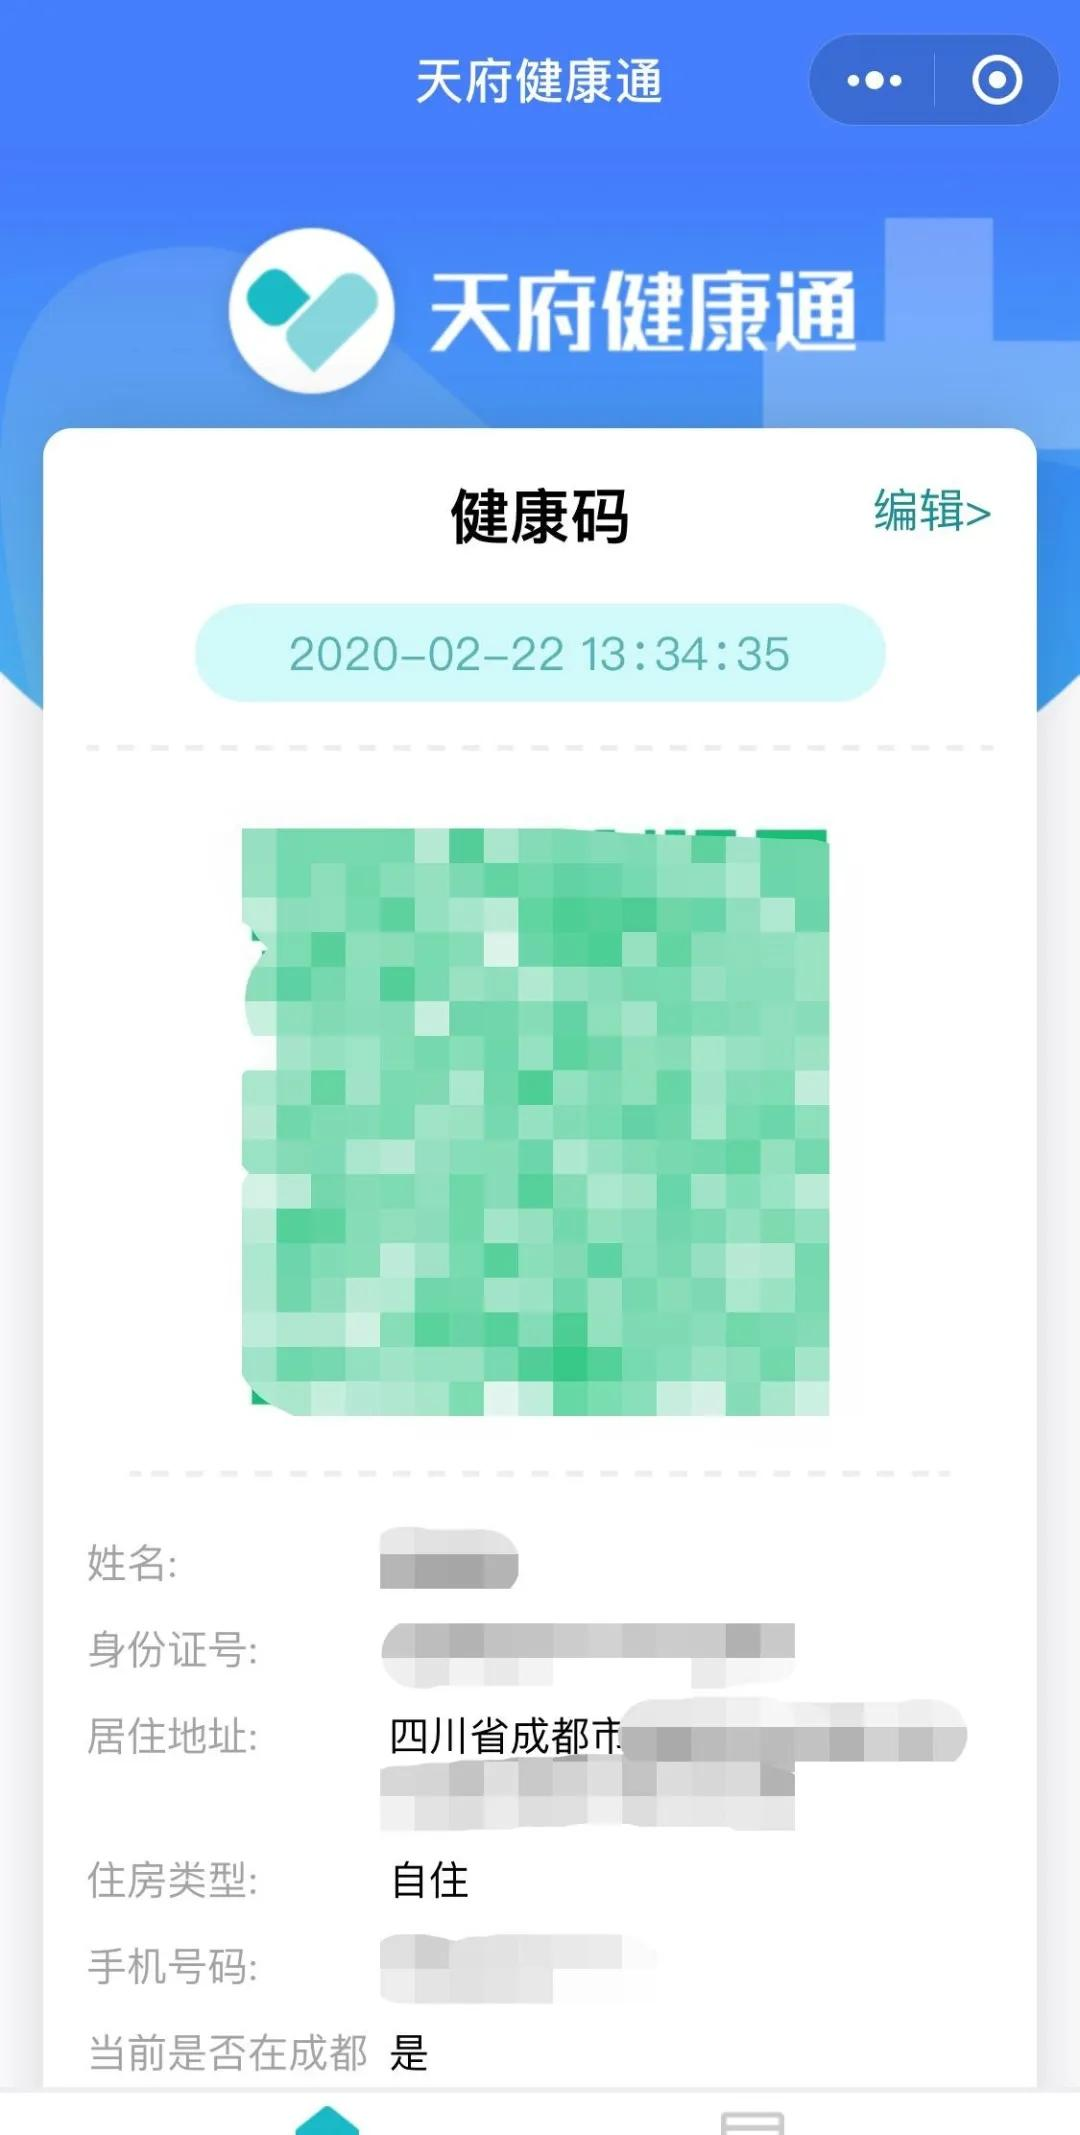 天府健康通
天府健康通
健康码
编辑>
2020-02-22 13:34:35
姓名:
身份证号:
居住地址: 四川省成都市
住房类型: 自住
手机号码:
当前是否在成都 是